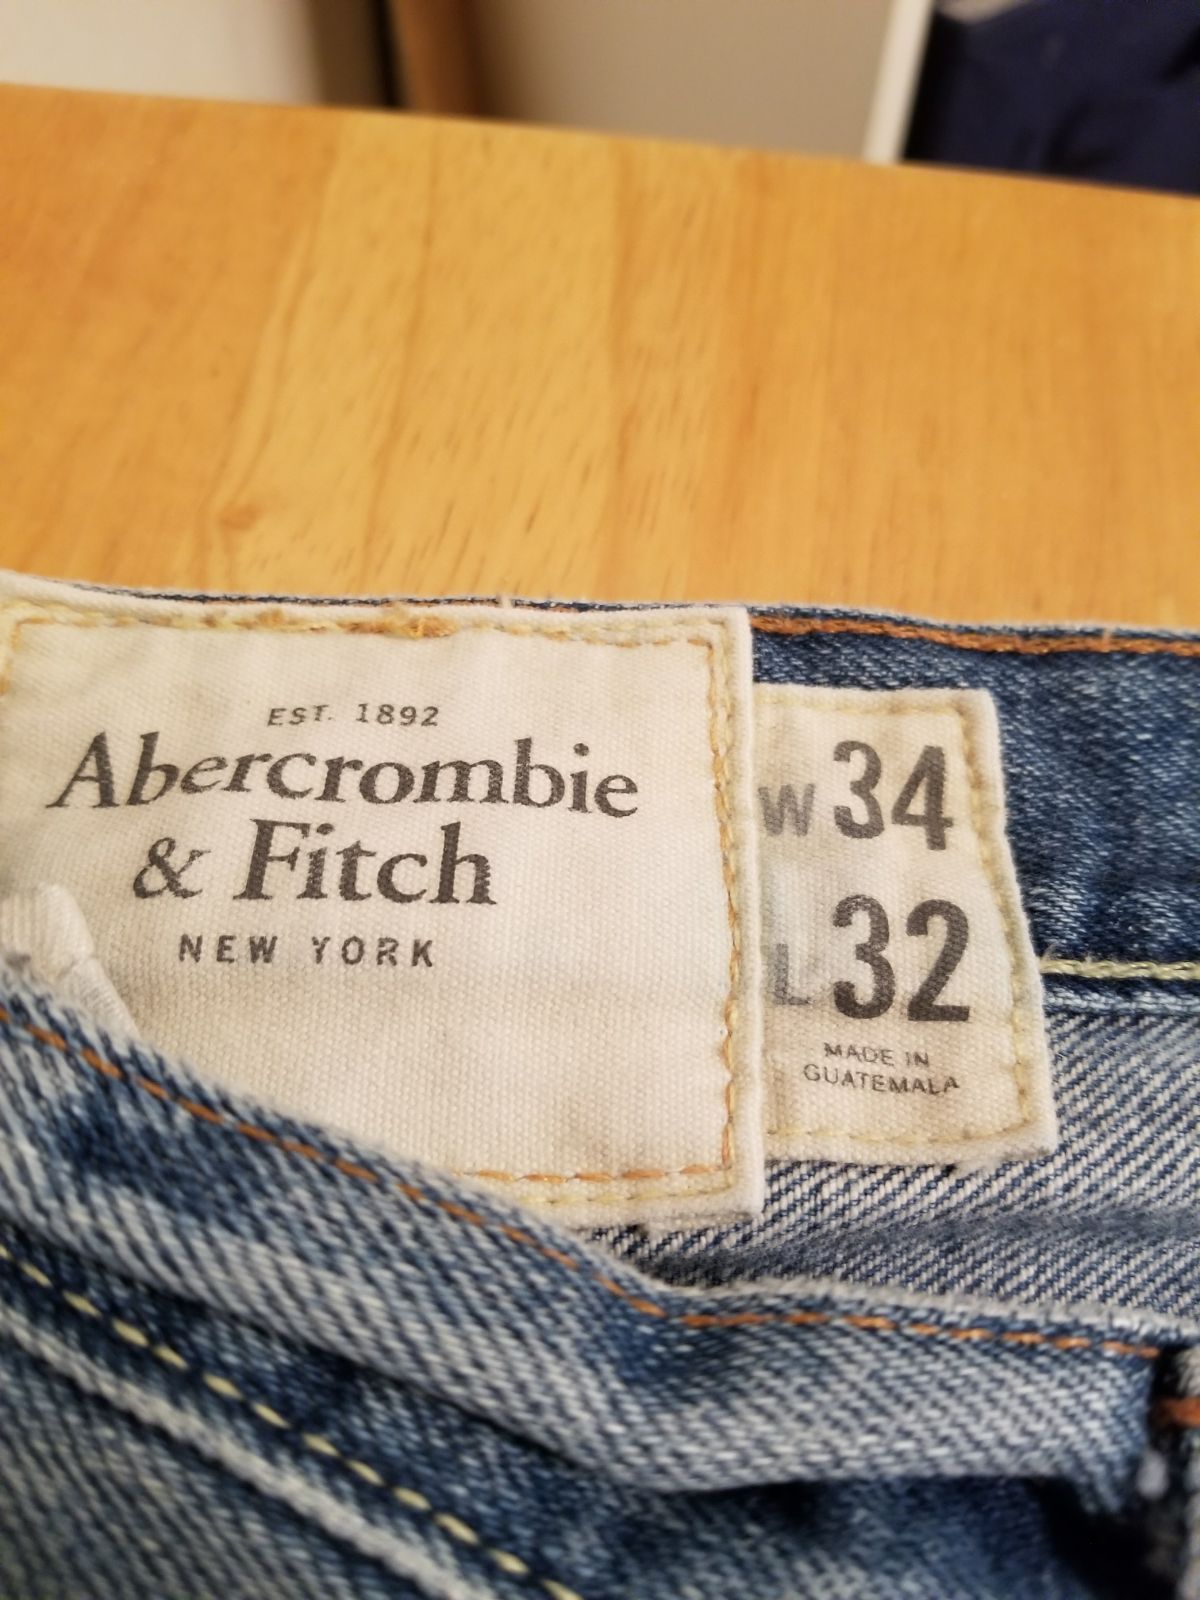 EST. 1892
Abercrombie
& Fitch
NEW YORK
W 34
L 32
MADE IN
GUATEMALA